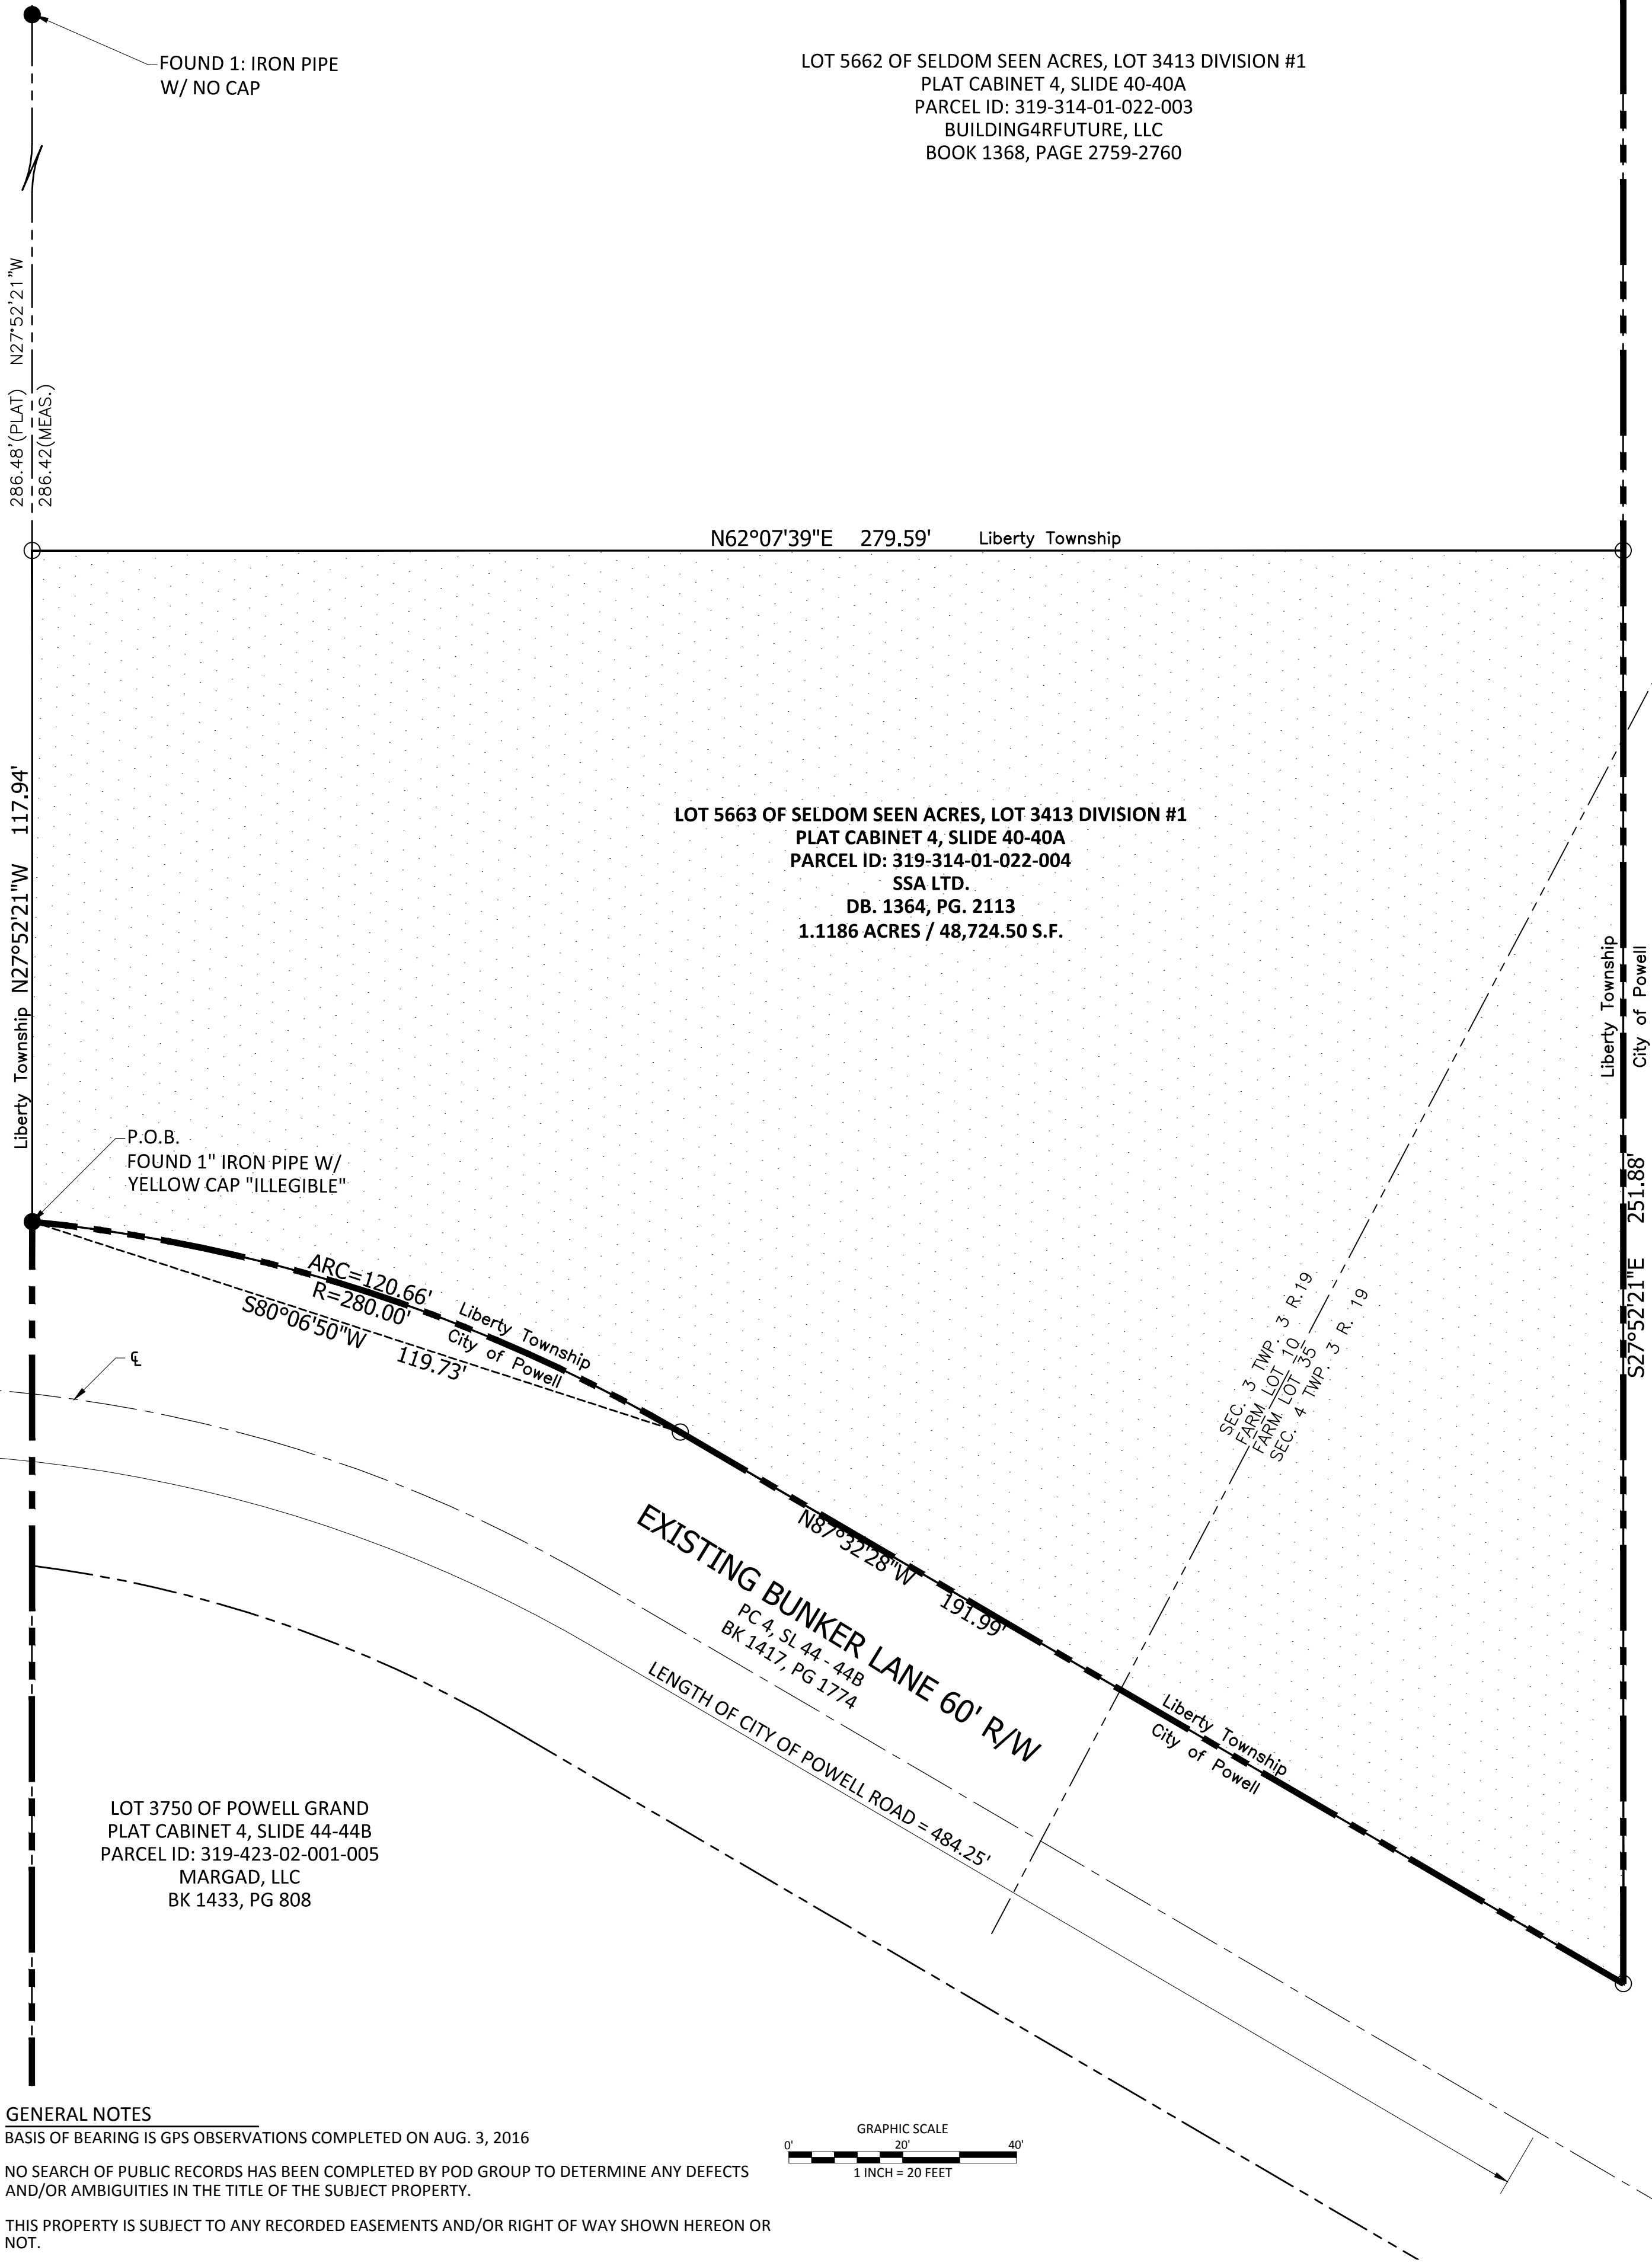 FOUND 1: IRON PIPE
W/ NO CAP
LOT 5662 OF SELDOM SEEN ACRES, LOT 3413 DIVISION #1
PLAT CABINET 4, SLIDE 40-40A
PARCEL ID: 319-314-01-022-003
BUILDING4RFUTURE, LLC
BOOK 1368, PAGE 2759-2760
286.48'(PLAT) N27°52'21"W
286.42(MEAS.)
N62°07'39"E 279.59' Liberty Township
Liberty Township N27°52'21"W 117.94'
LOT 5663 OF SELDOM SEEN ACRES, LOT 3413 DIVISION #1
PLAT CABINET 4, SLIDE 40-40A
PARCEL ID: 319-314-01-022-004
SSA LTD.
DB. 1364, PG. 2113
1.1186 ACRES / 48,724.50 S.F.
Liberty Township
City of Powell
S27°52'21"E 251.88'
P.O.B.
FOUND 1" IRON PIPE W/
YELLOW CAP "ILLEGIBLE"
ARC=120.66'
R=280.00'
S80°06'50"W 119.73'
Liberty Township
City of Powell
℄
SEC. 3 TWP. 3 R.19
FARM LOT 10
FARM LOT 35
SEC. 4 TWP. 3 R. 19
N87°32'28"W 191.99'
EXISTING BUNKER LANE 60' R/W
PC 4, SL 44 - 44B
BK 1417, PG 1774
LENGTH OF CITY OF POWELL ROAD = 484.25'
Liberty Township
City of Powell
LOT 3750 OF POWELL GRAND
PLAT CABINET 4, SLIDE 44-44B
PARCEL ID: 319-423-02-001-005
MARGAD, LLC
BK 1433, PG 808
GENERAL NOTES
BASIS OF BEARING IS GPS OBSERVATIONS COMPLETED ON AUG. 3, 2016
NO SEARCH OF PUBLIC RECORDS HAS BEEN COMPLETED BY POD GROUP TO DETERMINE ANY DEFECTS
AND/OR AMBIGUITIES IN THE TITLE OF THE SUBJECT PROPERTY.
THIS PROPERTY IS SUBJECT TO ANY RECORDED EASEMENTS AND/OR RIGHT OF WAY SHOWN HEREON OR
NOT.
GRAPHIC SCALE
0' 20' 40'
1 INCH = 20 FEET